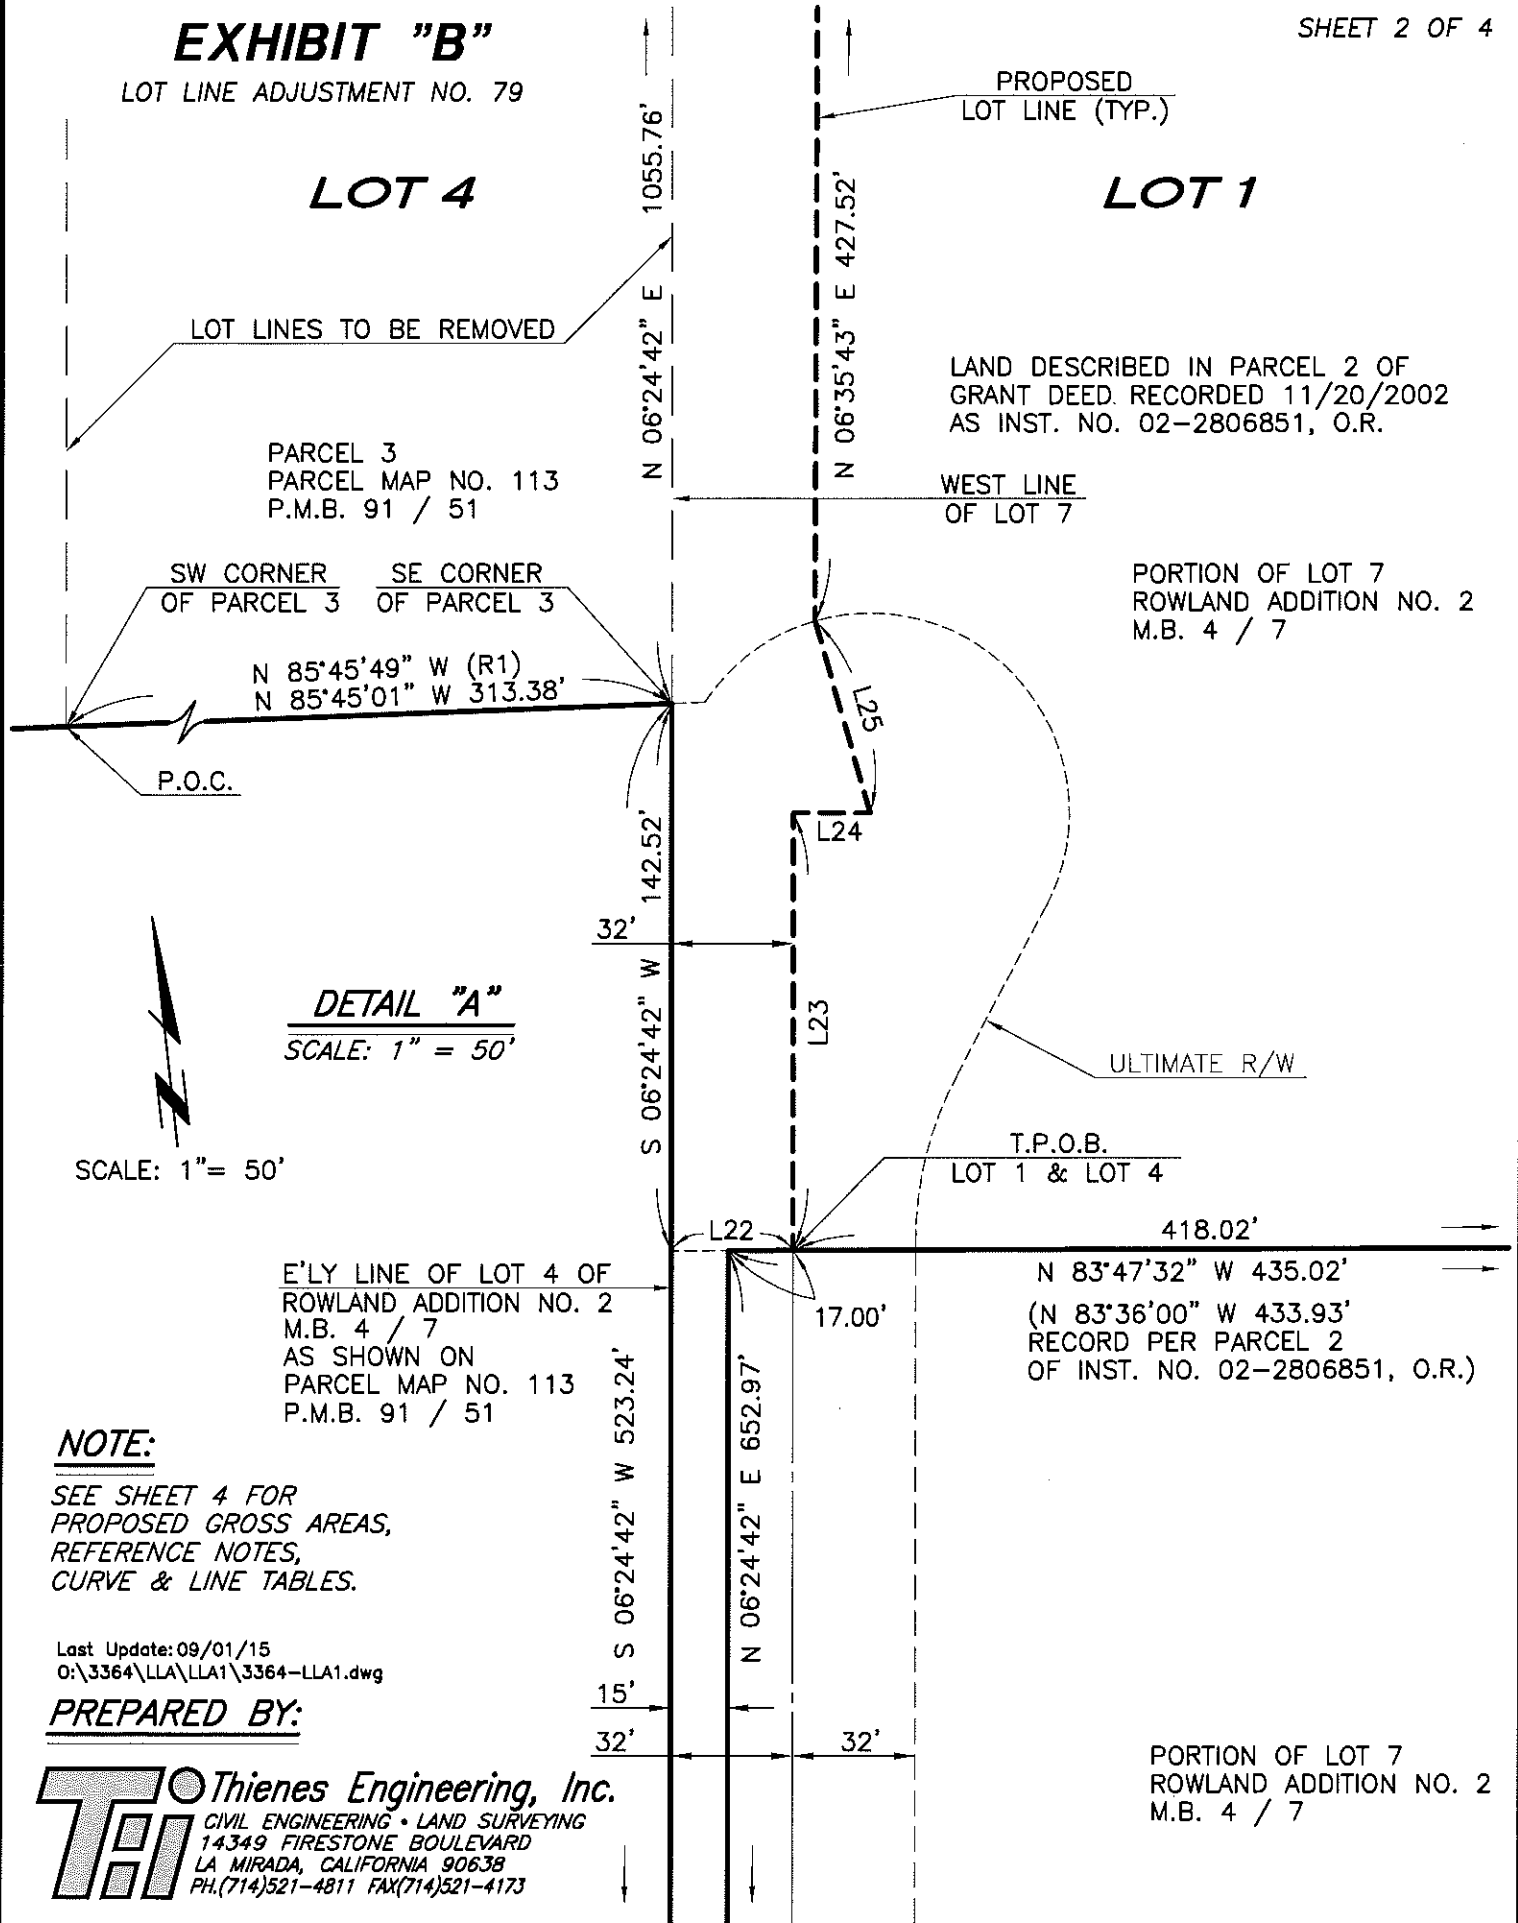 EXHIBIT "B"
LOT LINE ADJUSTMENT NO. 79
SHEET 2 OF 4
PROPOSED
LOT LINE (TYP.)
LOT 4
LOT 1
N 06°24'42" E 1055.76'
N 06°35'43" E 427.52'
LOT LINES TO BE REMOVED
LAND DESCRIBED IN PARCEL 2 OF
GRANT DEED RECORDED 11/20/2002
AS INST. NO. 02-2806851, O.R.
PARCEL 3
PARCEL MAP NO. 113
P.M.B. 91 / 51
WEST LINE
OF LOT 7
SW CORNER
OF PARCEL 3
SE CORNER
OF PARCEL 3
PORTION OF LOT 7
ROWLAND ADDITION NO. 2
M.B. 4 / 7
N 85°45'49" W (R1)
N 85°45'01" W 313.38'
P.O.C.
L25
L24
S 06°24'42" W 142.52'
32'
L23
DETAIL "A"
SCALE: 1" = 50'
SCALE: 1"= 50'
ULTIMATE R/W
T.P.O.B.
LOT 1 & LOT 4
L22
418.02'
N 83°47'32" W 435.02'
(N 83°36'00" W 433.93'
RECORD PER PARCEL 2
OF INST. NO. 02-2806851, O.R.)
17.00'
E'LY LINE OF LOT 4 OF
ROWLAND ADDITION NO. 2
M.B. 4 / 7
AS SHOWN ON
PARCEL MAP NO. 113
P.M.B. 91 / 51
S 06°24'42" W 523.24'
N 06°24'42" E 652.97'
NOTE:
SEE SHEET 4 FOR
PROPOSED GROSS AREAS,
REFERENCE NOTES,
CURVE & LINE TABLES.
Last Update: 09/01/15
O:\3364\LLA\LLA1\3364-LLA1.dwg
PREPARED BY:
15'
32'
32'
PORTION OF LOT 7
ROWLAND ADDITION NO. 2
M.B. 4 / 7
THi
Thienes Engineering, Inc.
CIVIL ENGINEERING • LAND SURVEYING
14349 FIRESTONE BOULEVARD
LA MIRADA, CALIFORNIA 90638
PH.(714)521-4811 FAX(714)521-4173